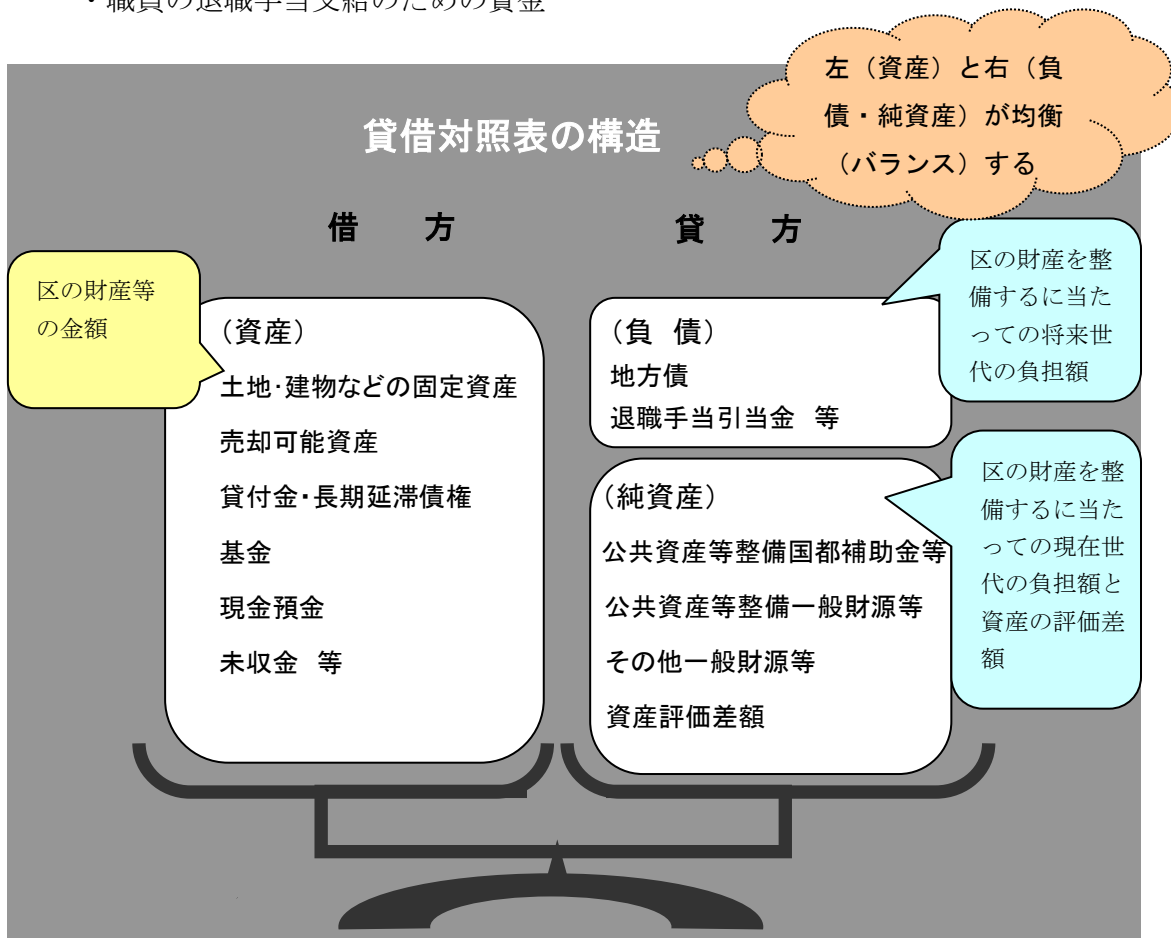 ・職員の退職手当支給のための資金
左（資産）と右（負
債・純資産）が均衡
（バランス）する
貸借対照表の構造
借　方
貸　方
区の財産等
の金額
（資産）
土地・建物などの固定資産
売却可能資産
貸付金・長期延滞債権
基金
現金預金
未収金　等
（負　債）
地方債
退職手当引当金　等
区の財産を整
備するに当た
っての将来世
代の負担額
（純資産）
公共資産等整備国都補助金等
公共資産等整備一般財源等
その他一般財源等
資産評価差額
区の財産を整
備するに当た
っての現在世
代の負担額と
資産の評価差
額